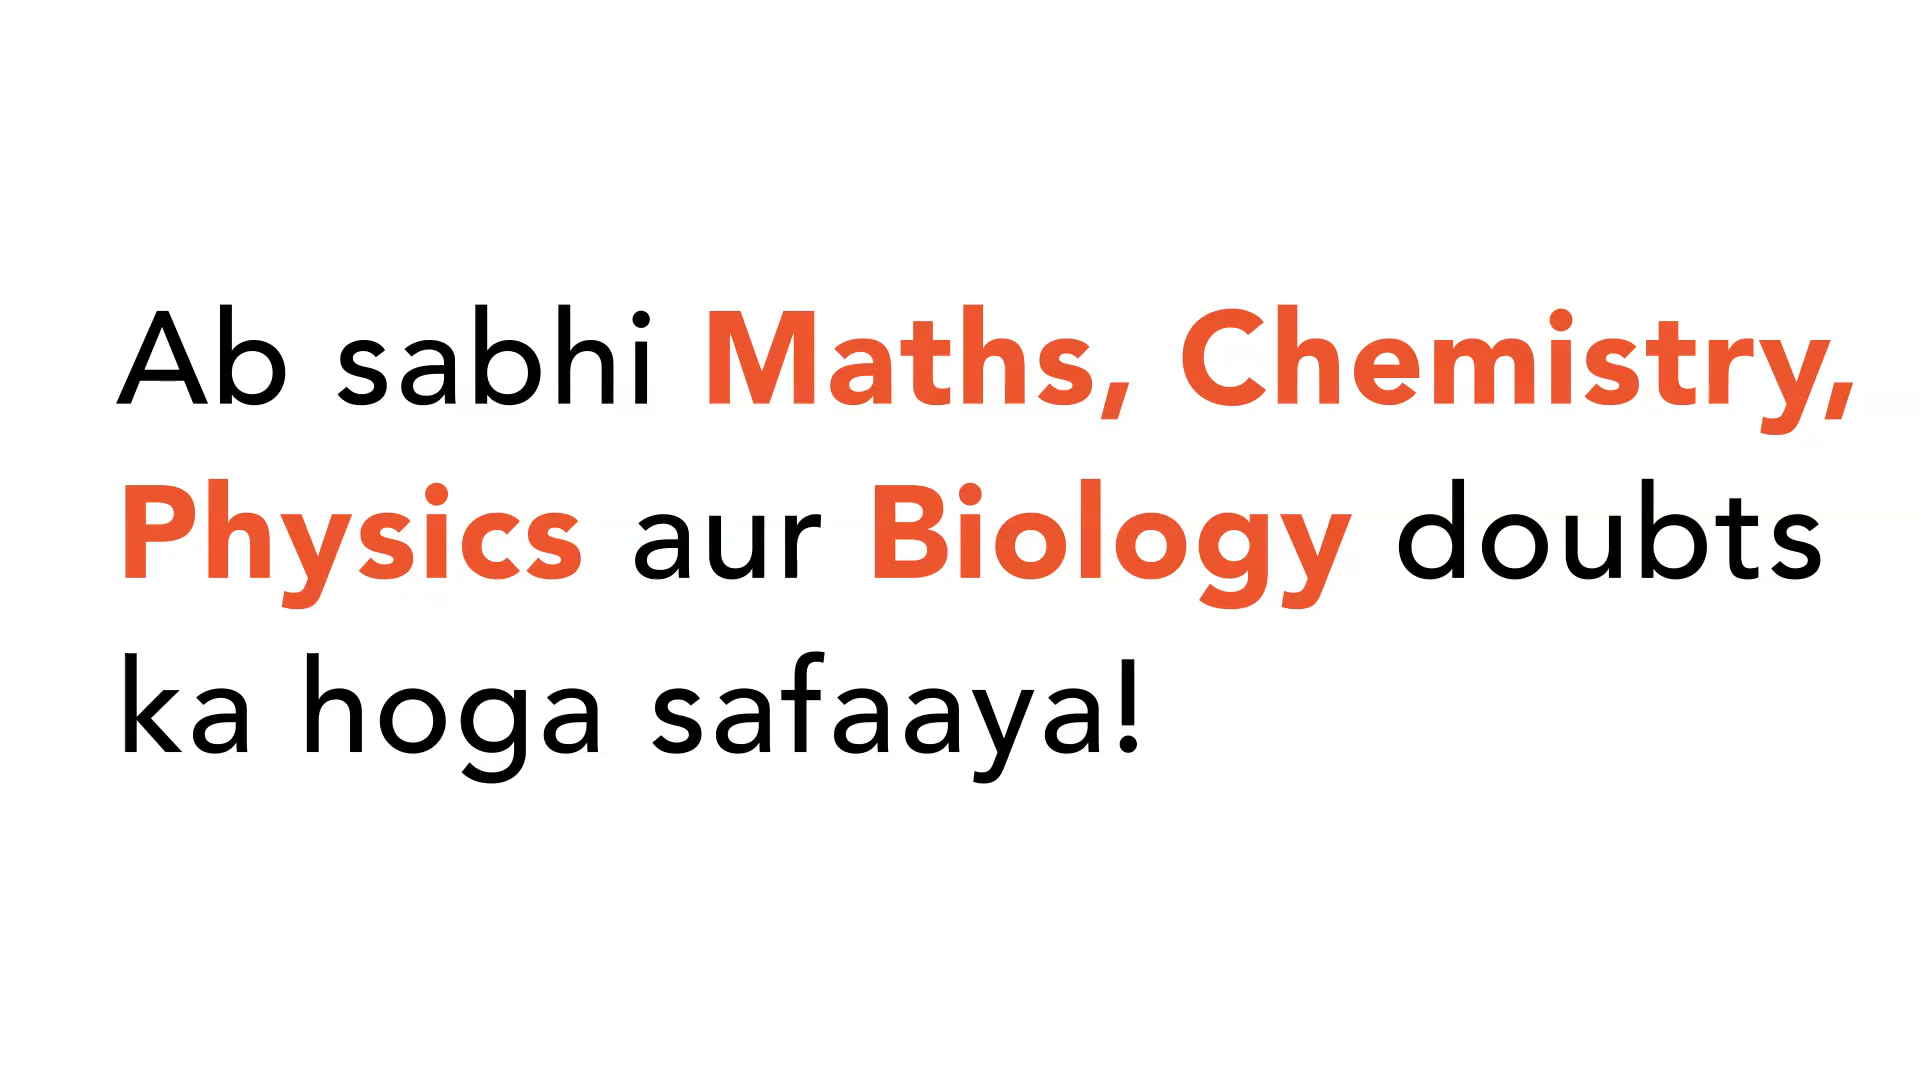 Ab sabhi Maths, Chemistry,
Physics aur Biology doubts
ka hoga safaaya!